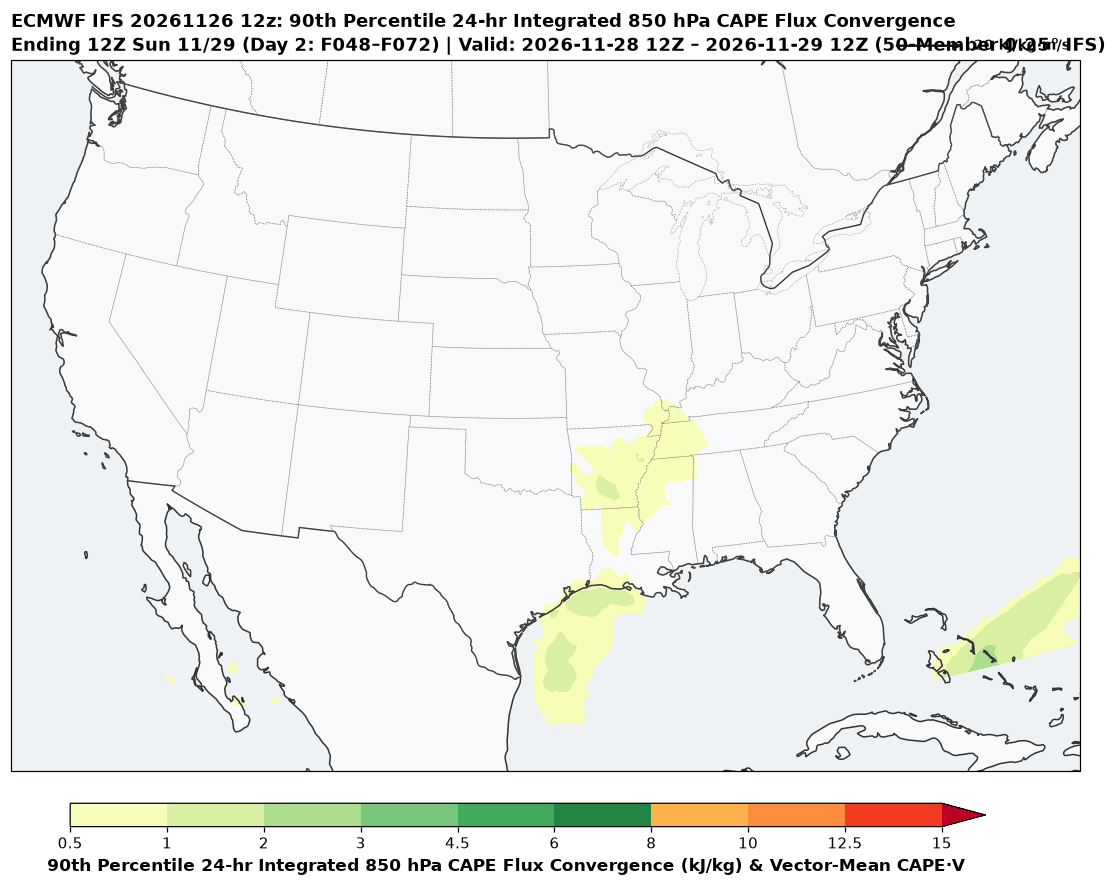 ECMWF IFS 20261126 12z: 90th Percentile 24-hr Integrated 850 hPa CAPE Flux Convergence
Ending 12Z Sun 11/29 (Day 2: F048–F072) | Valid: 2026-11-28 12Z – 2026-11-29 12Z (50-Member 0.25° IFS)
0.5 1 2 3 4.5 6 8 10 12.5 15
90th Percentile 24-hr Integrated 850 hPa CAPE Flux Convergence (kJ/kg) & Vector-Mean CAPE·V